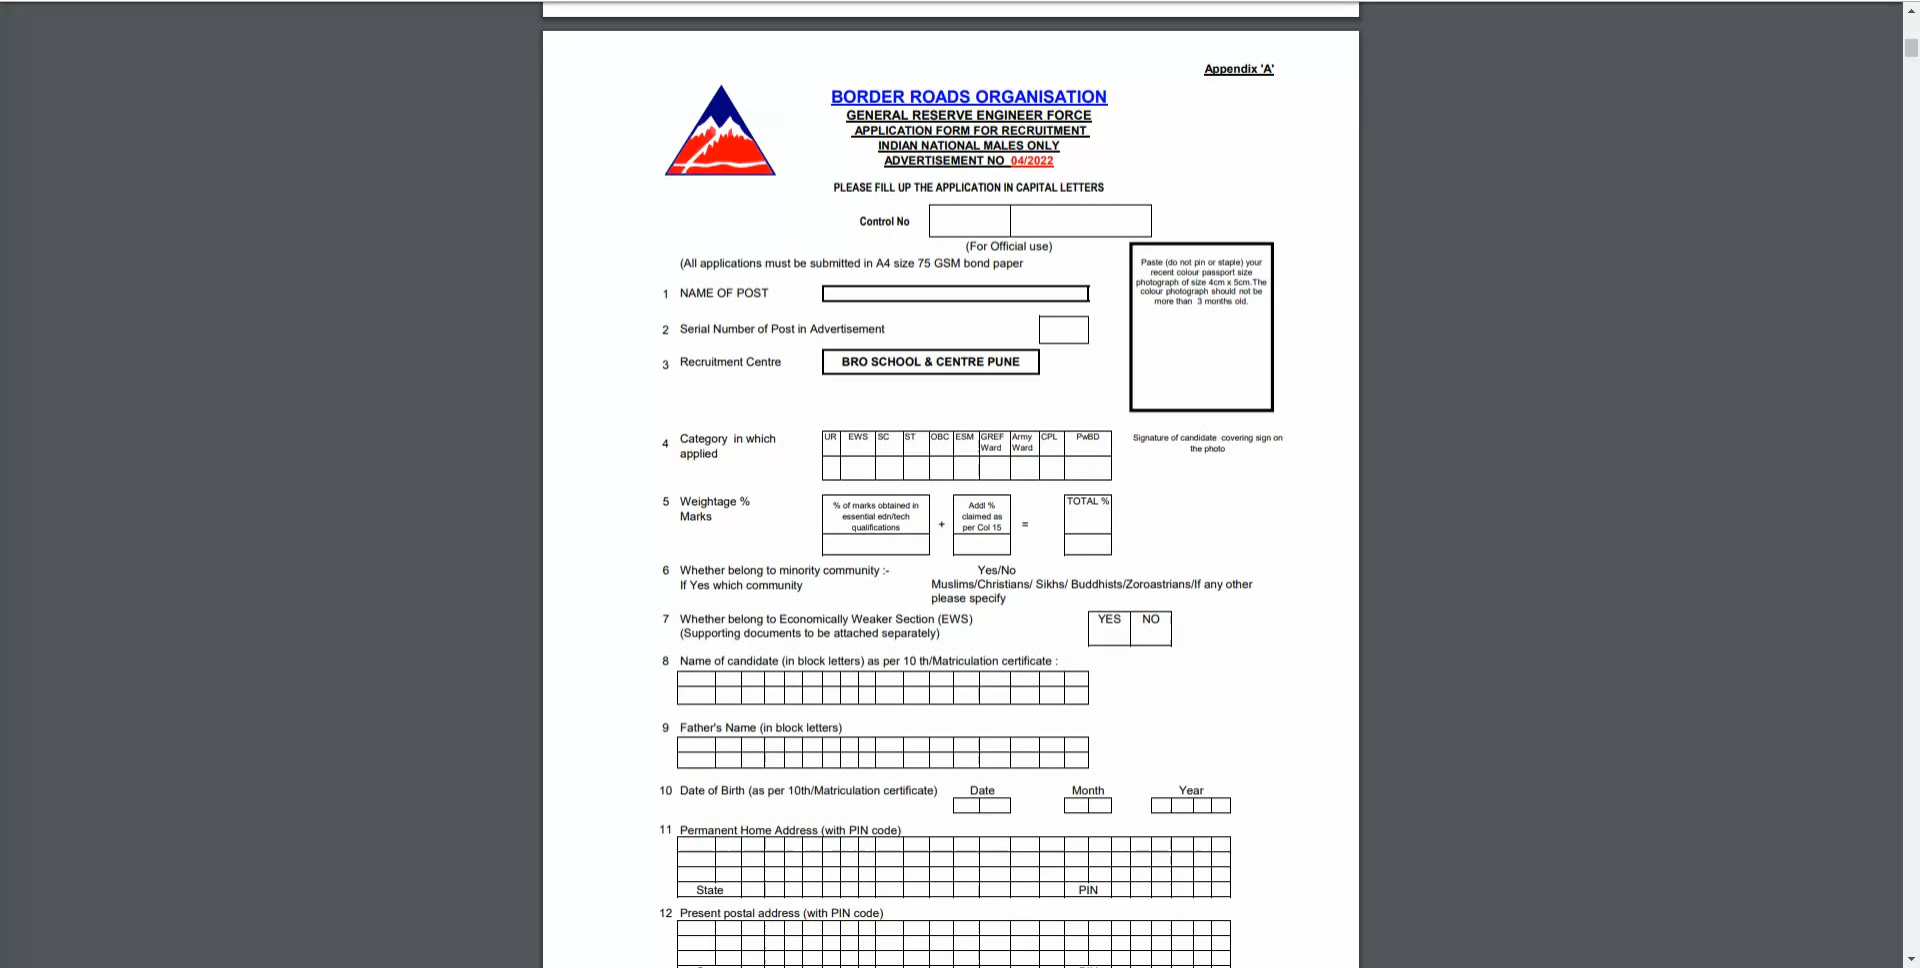 Appendix 'A'
BORDER ROADS ORGANISATION
GENERAL RESERVE ENGINEER FORCE
APPLICATION FORM FOR RECRUITMENT
INDIAN NATIONAL MALES ONLY
ADVERTISEMENT NO 04/2022
PLEASE FILL UP THE APPLICATION IN CAPITAL LETTERS
Control No
(For Official use)
(All applications must be submitted in A4 size 75 GSM bond paper
Paste (do not pin or staple) your
recent colour passport size
photograph of size 4cm x 5cm.The
colour photograph should not be
more than 3 months old.
1 NAME OF POST
2 Serial Number of Post in Advertisement
3 Recruitment Centre BRO SCHOOL & CENTRE PUNE
4 Category in which
applied
UR EWS SC ST OBC ESM GREF Army CPL PwBD
Ward Ward
Signature of candidate covering sign on
the photo
5 Weightage %
Marks
% of marks obtained in
essential edn/tech
qualifications
+
Addl %
claimed as
per Col 15
=
TOTAL %
6 Whether belong to minority community :- Yes/No
If Yes which community Muslims/Christians/ Sikhs/ Buddhists/Zoroastrians/If any other
please specify
7 Whether belong to Economically Weaker Section (EWS) YES NO
(Supporting documents to be attached separately)
8 Name of candidate (in block letters) as per 10 th/Matriculation certificate :
9 Father's Name (in block letters)
10 Date of Birth (as per 10th/Matriculation certificate) Date Month Year
11 Permanent Home Address (with PIN code)
State PIN
12 Present postal address (with PIN code)